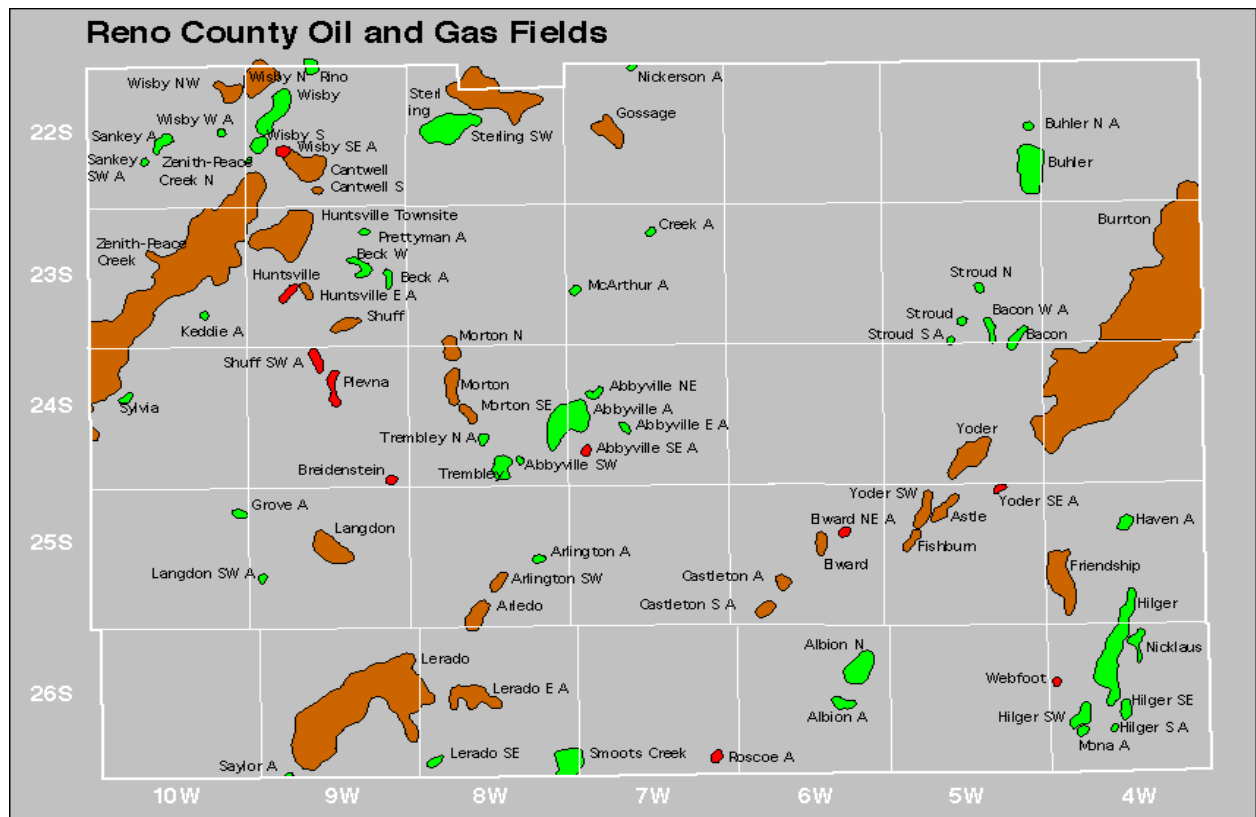 Reno County Oil and Gas Fields
Wisby NW
Wisby N
Rino
Nickerson A
Wisby
Sterl
ing
Gossage
Wisby W A
22S
Sankey A
Wisby S
Sterling SW
Buhler N A
Wisby SE A
Sankey
SW A
Zenith-Peace
Creek N
Cantwell
Buhler
Cantwell S
Huntsville Townsite
Burrton
Prettyman A
Creek A
Zenith-Peace
Creek
Beck W
23S
Huntsville
Beck A
Stroud N
McArthur A
Huntsville E A
Shuff
Stroud
Bacon W A
Keddie A
Morton N
Stroud S A
Bacon
Shuff SW A
Plevna
Morton
Abbyville NE
24S
Sylvia
Morton SE
Abbyville A
Abbyville E A
Yoder
Trembley N A
Abbyville SE A
Breidenstein
Trembley
Abbyville SW
Yoder SW
Yoder SE A
Grove A
Elward NE A
Astle
Haven A
Langdon
25S
Fishburn
Arlington A
Elward
Friendship
Langdon SW A
Arlington SW
Castleton A
Arledo
Castleton S A
Hilger
Albion N
Nicklaus
Lerado
Webfoot
26S
Lerado E A
Albion A
Hilger SW
Hilger SE
Hilger S A
Mona A
Saylor A
Lerado SE
Smoots Creek
Roscoe A
10W
9W
8W
7W
6W
5W
4W